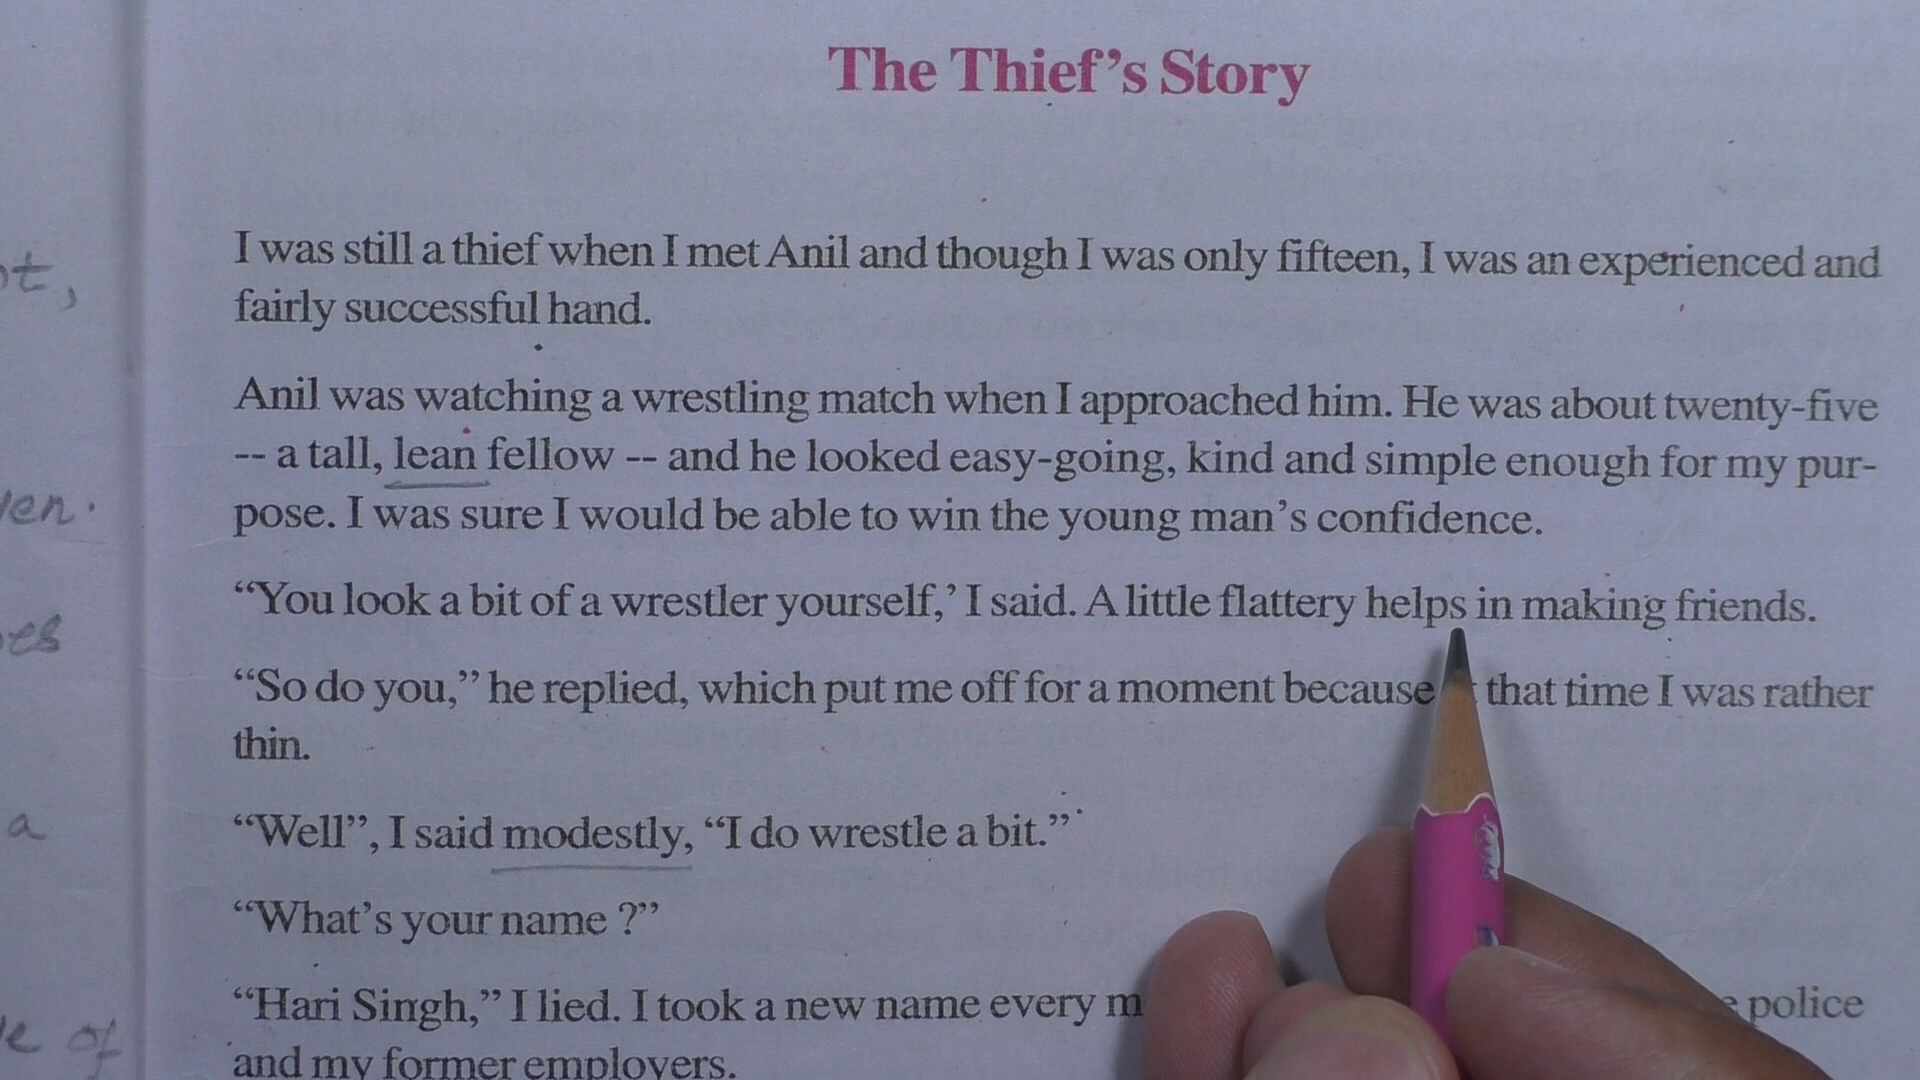 The Thief's Story
I was still a thief when I met Anil and though I was only fifteen, I was an experienced and
fairly successful hand.
Anil was watching a wrestling match when I approached him. He was about twenty-five
-- a tall, lean fellow -- and he looked easy-going, kind and simple enough for my pur-
pose. I was sure I would be able to win the young man's confidence.
“You look a bit of a wrestler yourself,’ I said. A little flattery helps in making friends.
“So do you,” he replied, which put me off for a moment because that time I was rather
thin.
“Well”, I said modestly, “I do wrestle a bit.”
“What's your name ?”
“Hari Singh,” I lied. I took a new name every police
and my former employers.
a
of